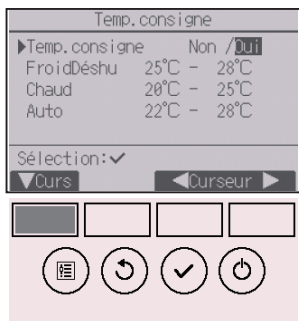 Temp.consigne
▶Temp.consigne Non /Oui
FroidDéshu 25°C - 28°C
Chaud 20°C - 25°C
Auto 22°C - 28°C
Sélection:✓
▼Curs ◀Curseur ▶